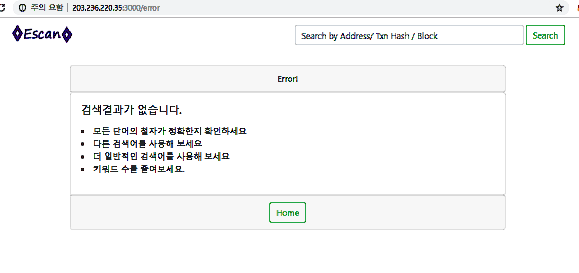 주의 요함 | 203.236.220.35:3000/error
Escan
Search by Address/ Txn Hash / Block
Search
Error!
검색결과가 없습니다.
모든 단어의 철자가 정확한지 확인하세요
다른 검색어를 사용해 보세요
더 일반적인 검색어를 사용해 보세요
키워드 수를 줄여보세요.
Home